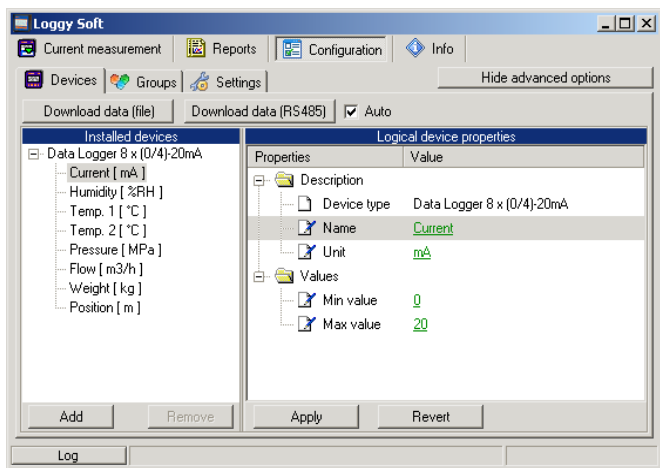 Loggy Soft
Current measurement Reports Configuration Info
Devices Groups Settings Hide advanced options
Download data (file) Download data (RS485) Auto
Installed devices
Data Logger 8 x (0/4)-20mA
Current [ mA ]
Humidity [ %RH ]
Temp. 1 [ °C ]
Temp. 2 [ °C ]
Pressure [ MPa ]
Flow [ m3/h ]
Weight [ kg ]
Position [ m ]
Add Remove
Logical device properties
Properties Value
Description
Device type Data Logger 8 x (0/4)-20mA
Name Current
Unit mA
Values
Min value 0
Max value 20
Apply Revert
Log